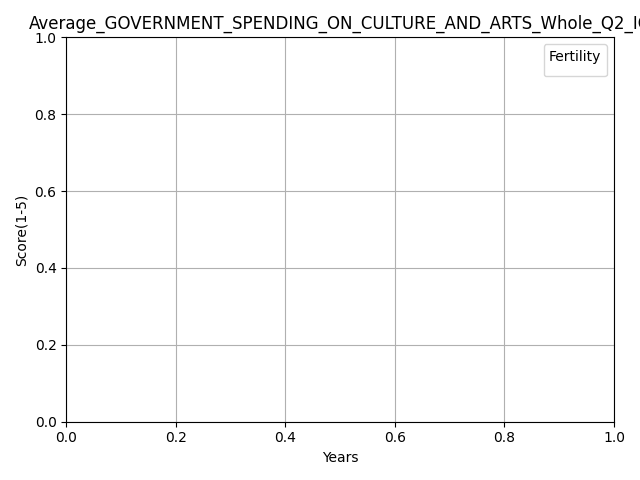 Average_GOVERNMENT_SPENDING_ON_CULTURE_AND_ARTS_Whole_Q2_IC
Fertility
1.0
0.8
0.6
0.4
0.2
0.0
Score(1-5)
0.0 0.2 0.4 0.6 0.8 1.0
Years